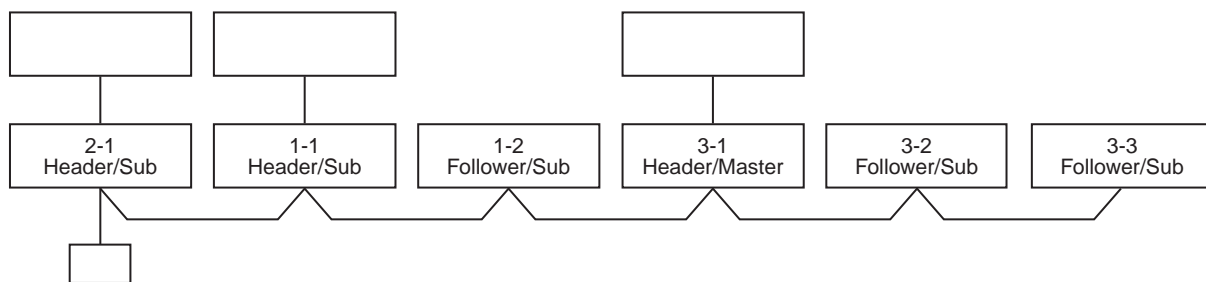 2-1
Header/Sub
1-1
Header/Sub
1-2
Follower/Sub
3-1
Header/Master
3-2
Follower/Sub
3-3
Follower/Sub